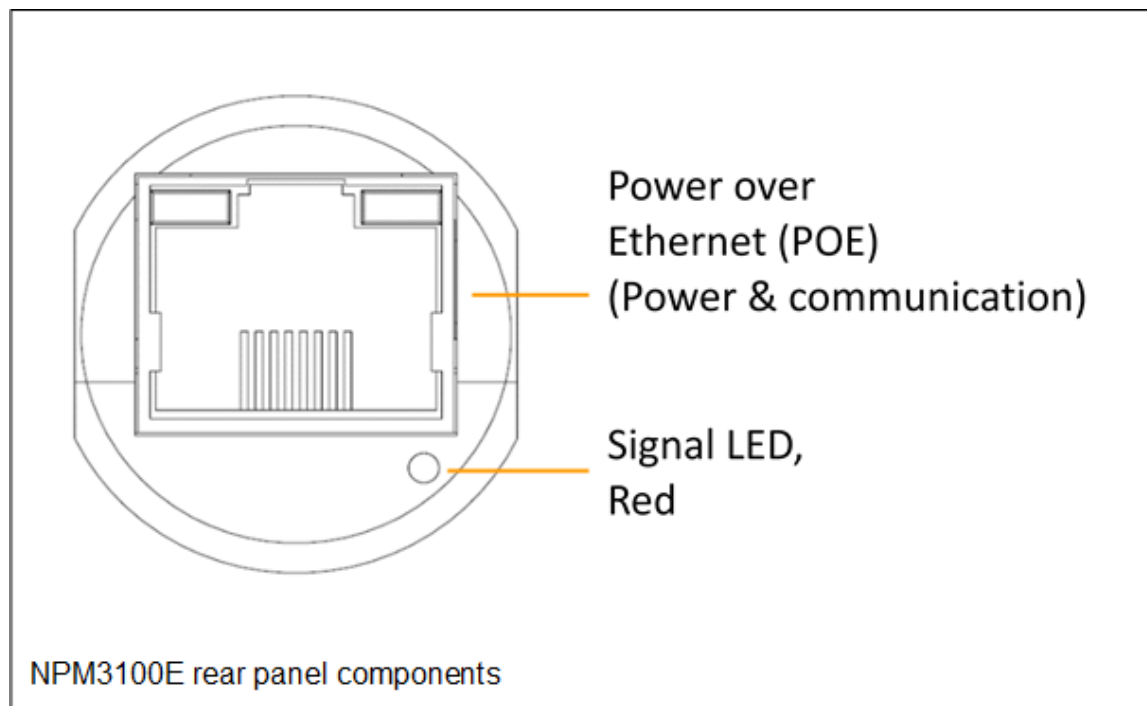 Power over
Ethernet (POE)
(Power & communication)
Signal LED,
Red
NPM3100E rear panel components